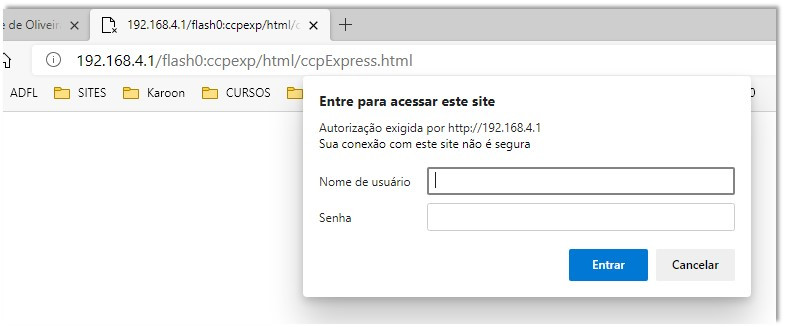 e de Oliveir
192.168.4.1/flash0:ccpexp/html/c
192.168.4.1/flash0:ccpexp/html/ccpExpress.html
ADFL SITES Karoon CURSOS 0
Entre para acessar este site
Autorização exigida por http://192.168.4.1
Sua conexão com este site não é segura
Nome de usuário
Senha
Entrar Cancelar